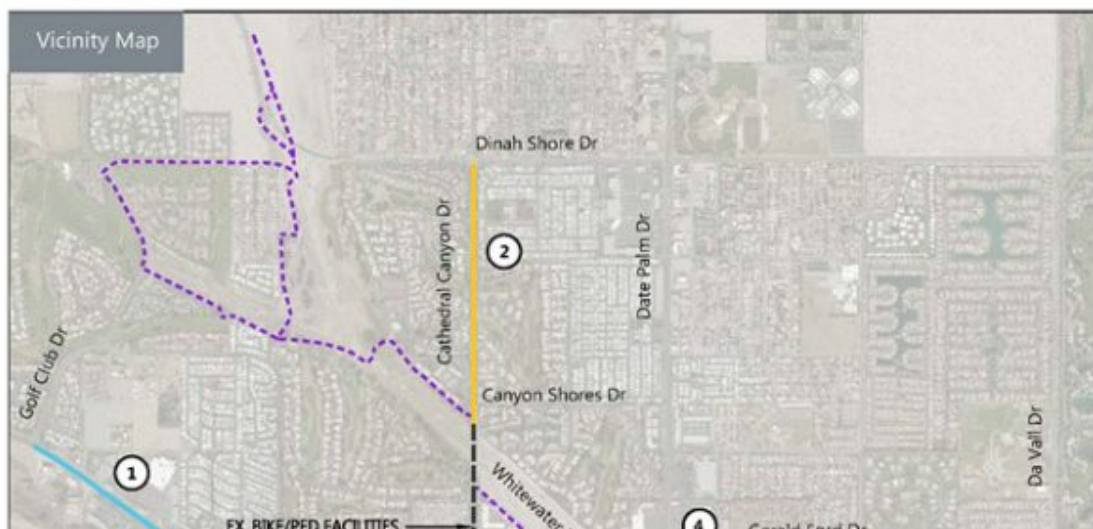 Vicinity Map
Dinah Shore Dr
Cathedral Canyon Dr
2
Date Palm Dr
Golf Club Dr
Canyon Shores Dr
Da Vall Dr
1
Whitewater
EX. BIKE/PED FACILITIES
4
Gerald Ford Dr